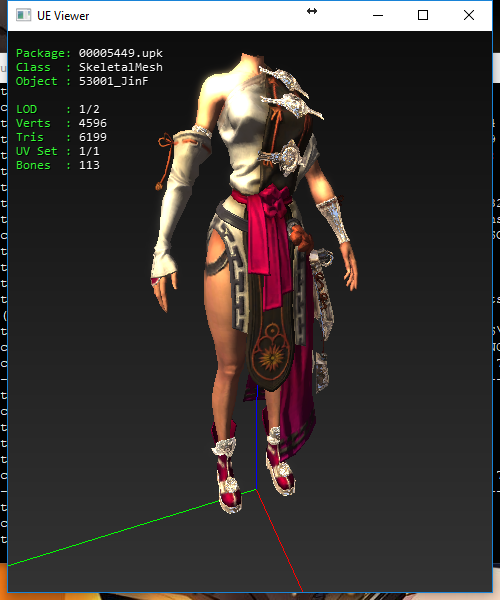 UE Viewer
Package: 00005449.upk
Class : SkeletalMesh
Object : 53001_JinF
LOD : 1/2
Verts : 4596
Tris : 6199
UV Set : 1/1
Bones : 113